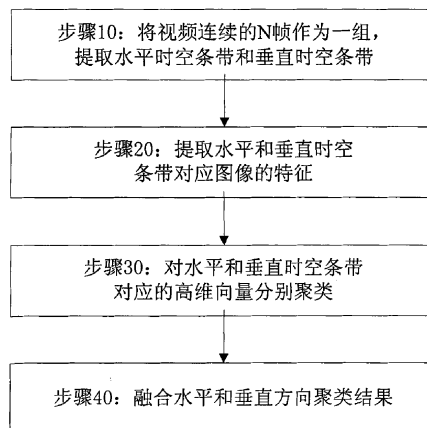 步骤10：将视频连续的N帧作为一组，
提取水平时空条带和垂直时空条带
步骤20：提取水平和垂直时空
条带对应图像的特征
步骤30：对水平和垂直时空条带
对应的高维向量分别聚类
步骤40：融合水平和垂直方向聚类结果